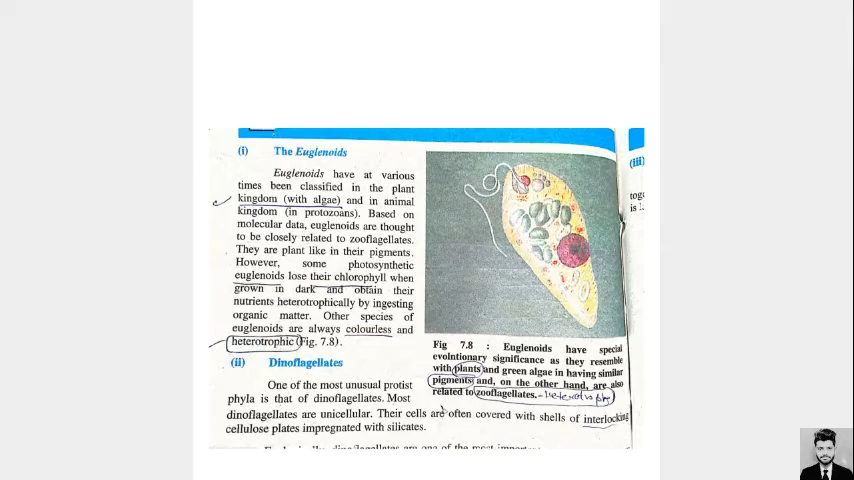 (i) The Euglenoids
Euglenoids have at various
times been classified in the plant
kingdom (with algae) and in animal
kingdom (in protozoans). Based on
molecular data, euglenoids are thought
to be closely related to zooflagellates.
They are plant like in their pigments.
However, some photosynthetic
euglenoids lose their chlorophyll when
grown in dark and obtain their
nutrients heterotrophically by ingesting
organic matter. Other species of
euglenoids are always colourless and
heterotrophic (Fig. 7.8).
(ii) Dinoflagellates
One of the most unusual protist
phyla is that of dinoflagellates. Most
dinoflagellates are unicellular. Their cells are often covered with shells of interlocking
cellulose plates impregnated with silicates.
Fig 7.8 : Euglenoids have special
evolutionary significance as they resemble
with plants and green algae in having similar
pigments and, on the other hand, are also
related to zooflagellates.
(iii)
is